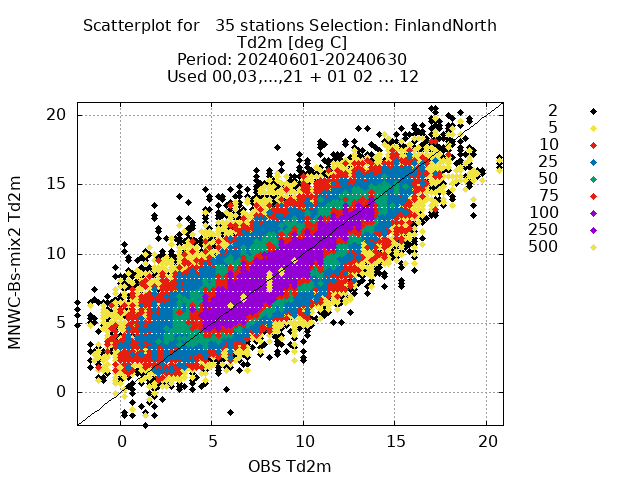 Scatterplot for   35 stations Selection: FinlandNorth
Td2m [deg C]
Period: 20240601-20240630
Used 00,03,...,21 + 01 02 ... 12
2
5
10
25
50
75
100
250
500
20
15
10
5
0
MNWC-Bs-mix2 Td2m
0 5 10 15 20
OBS Td2m